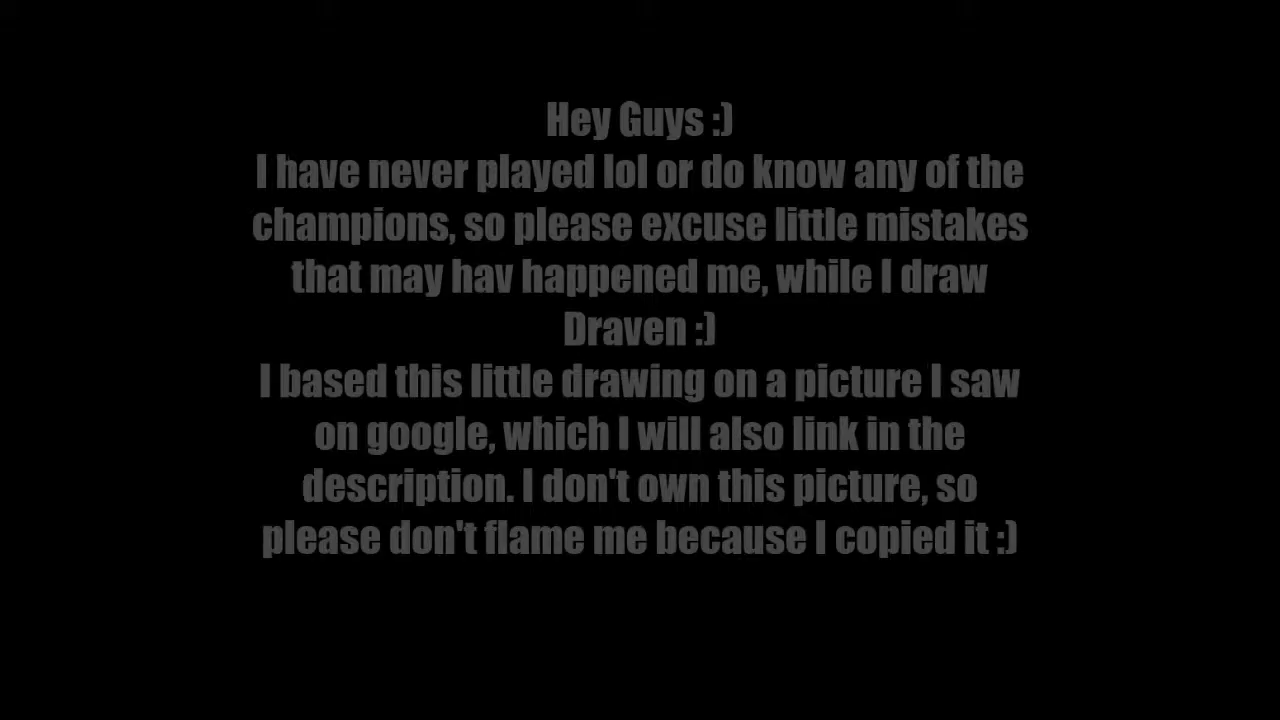 Hey Guys :)
I have never played lol or do know any of the
champions, so please excuse little mistakes
that may hav happened me, while I draw
Draven :)
I based this little drawing on a picture I saw
on google, which I will also link in the
description. I don't own this picture, so
please don't flame me because I copied it :)